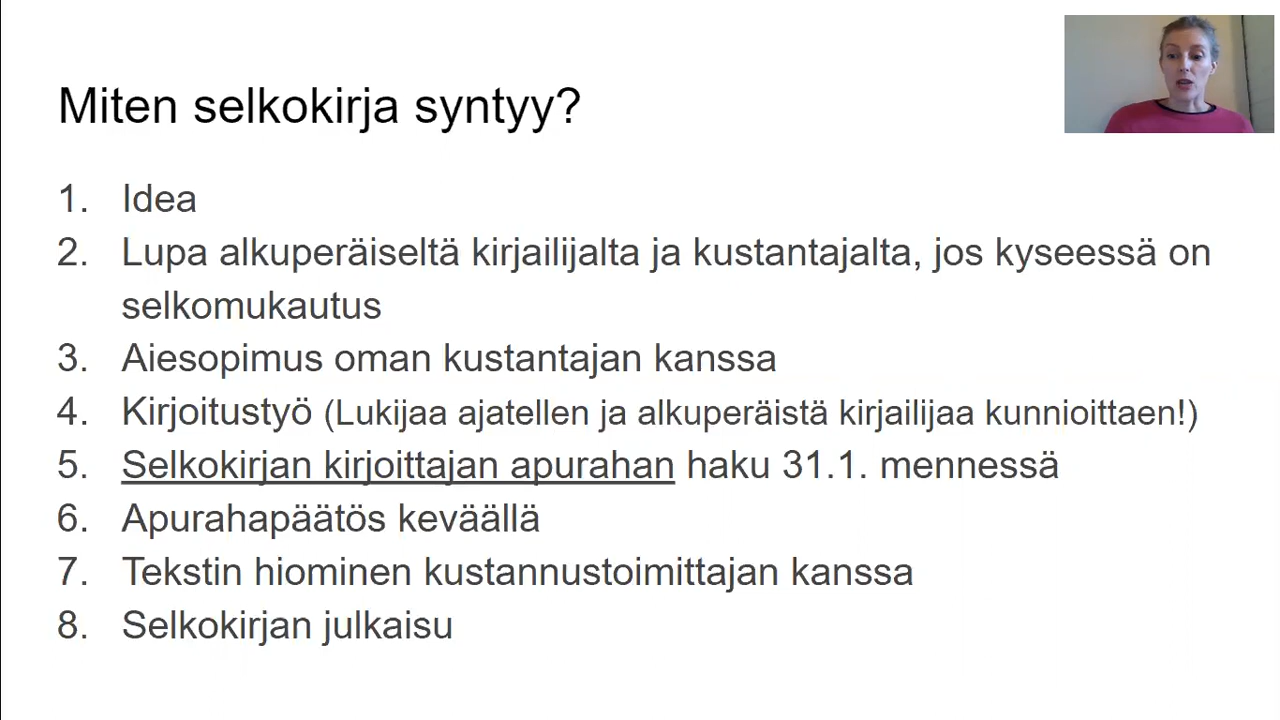 Miten selkokirja syntyy?
1. Idea
2. Lupa alkuperäiseltä kirjailijalta ja kustantajalta, jos kyseessä on
selkomukautus
3. Aiesopimus oman kustantajan kanssa
4. Kirjoitustyö (Lukijaa ajatellen ja alkuperäistä kirjailijaa kunnioittaen!)
5. Selkokirjan kirjoittajan apurahan haku 31.1. mennessä
6. Apurahapäätös keväällä
7. Tekstin hiominen kustannustoimittajan kanssa
8. Selkokirjan julkaisu